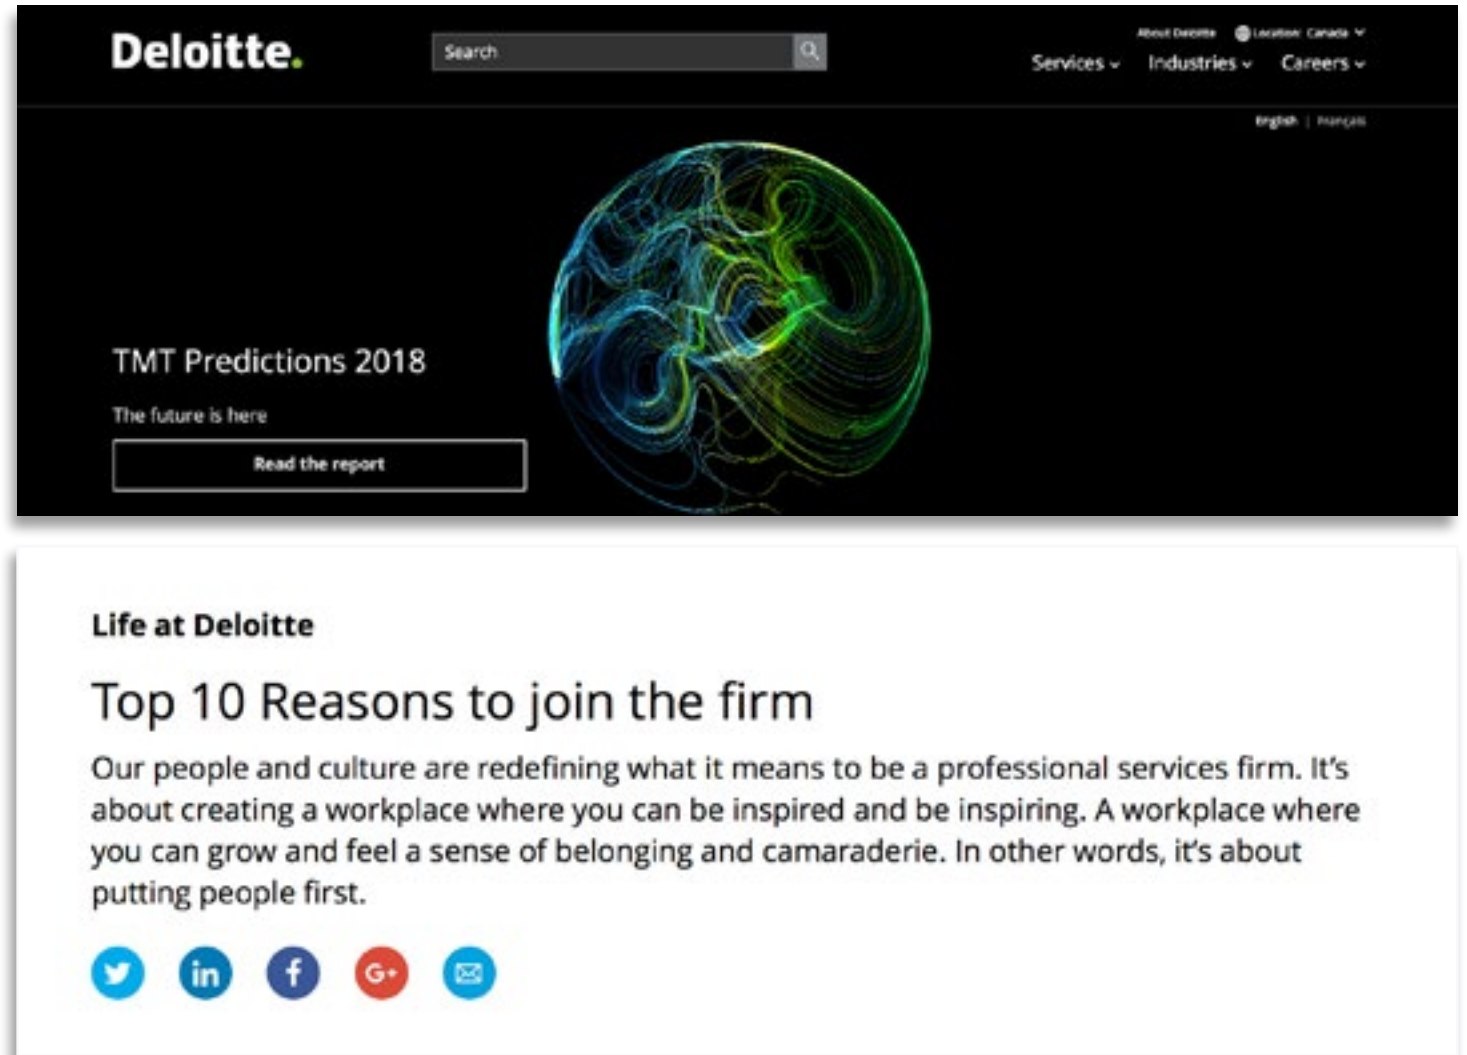 Deloitte.
Search
About Deloitte Location: Canada
Services Industries Careers
English | Français
TMT Predictions 2018
The future is here
Read the report
Life at Deloitte
Top 10 Reasons to join the firm
Our people and culture are redefining what it means to be a professional services firm. It's
about creating a workplace where you can be inspired and be inspiring. A workplace where
you can grow and feel a sense of belonging and camaraderie. In other words, it's about
putting people first.
in f G+